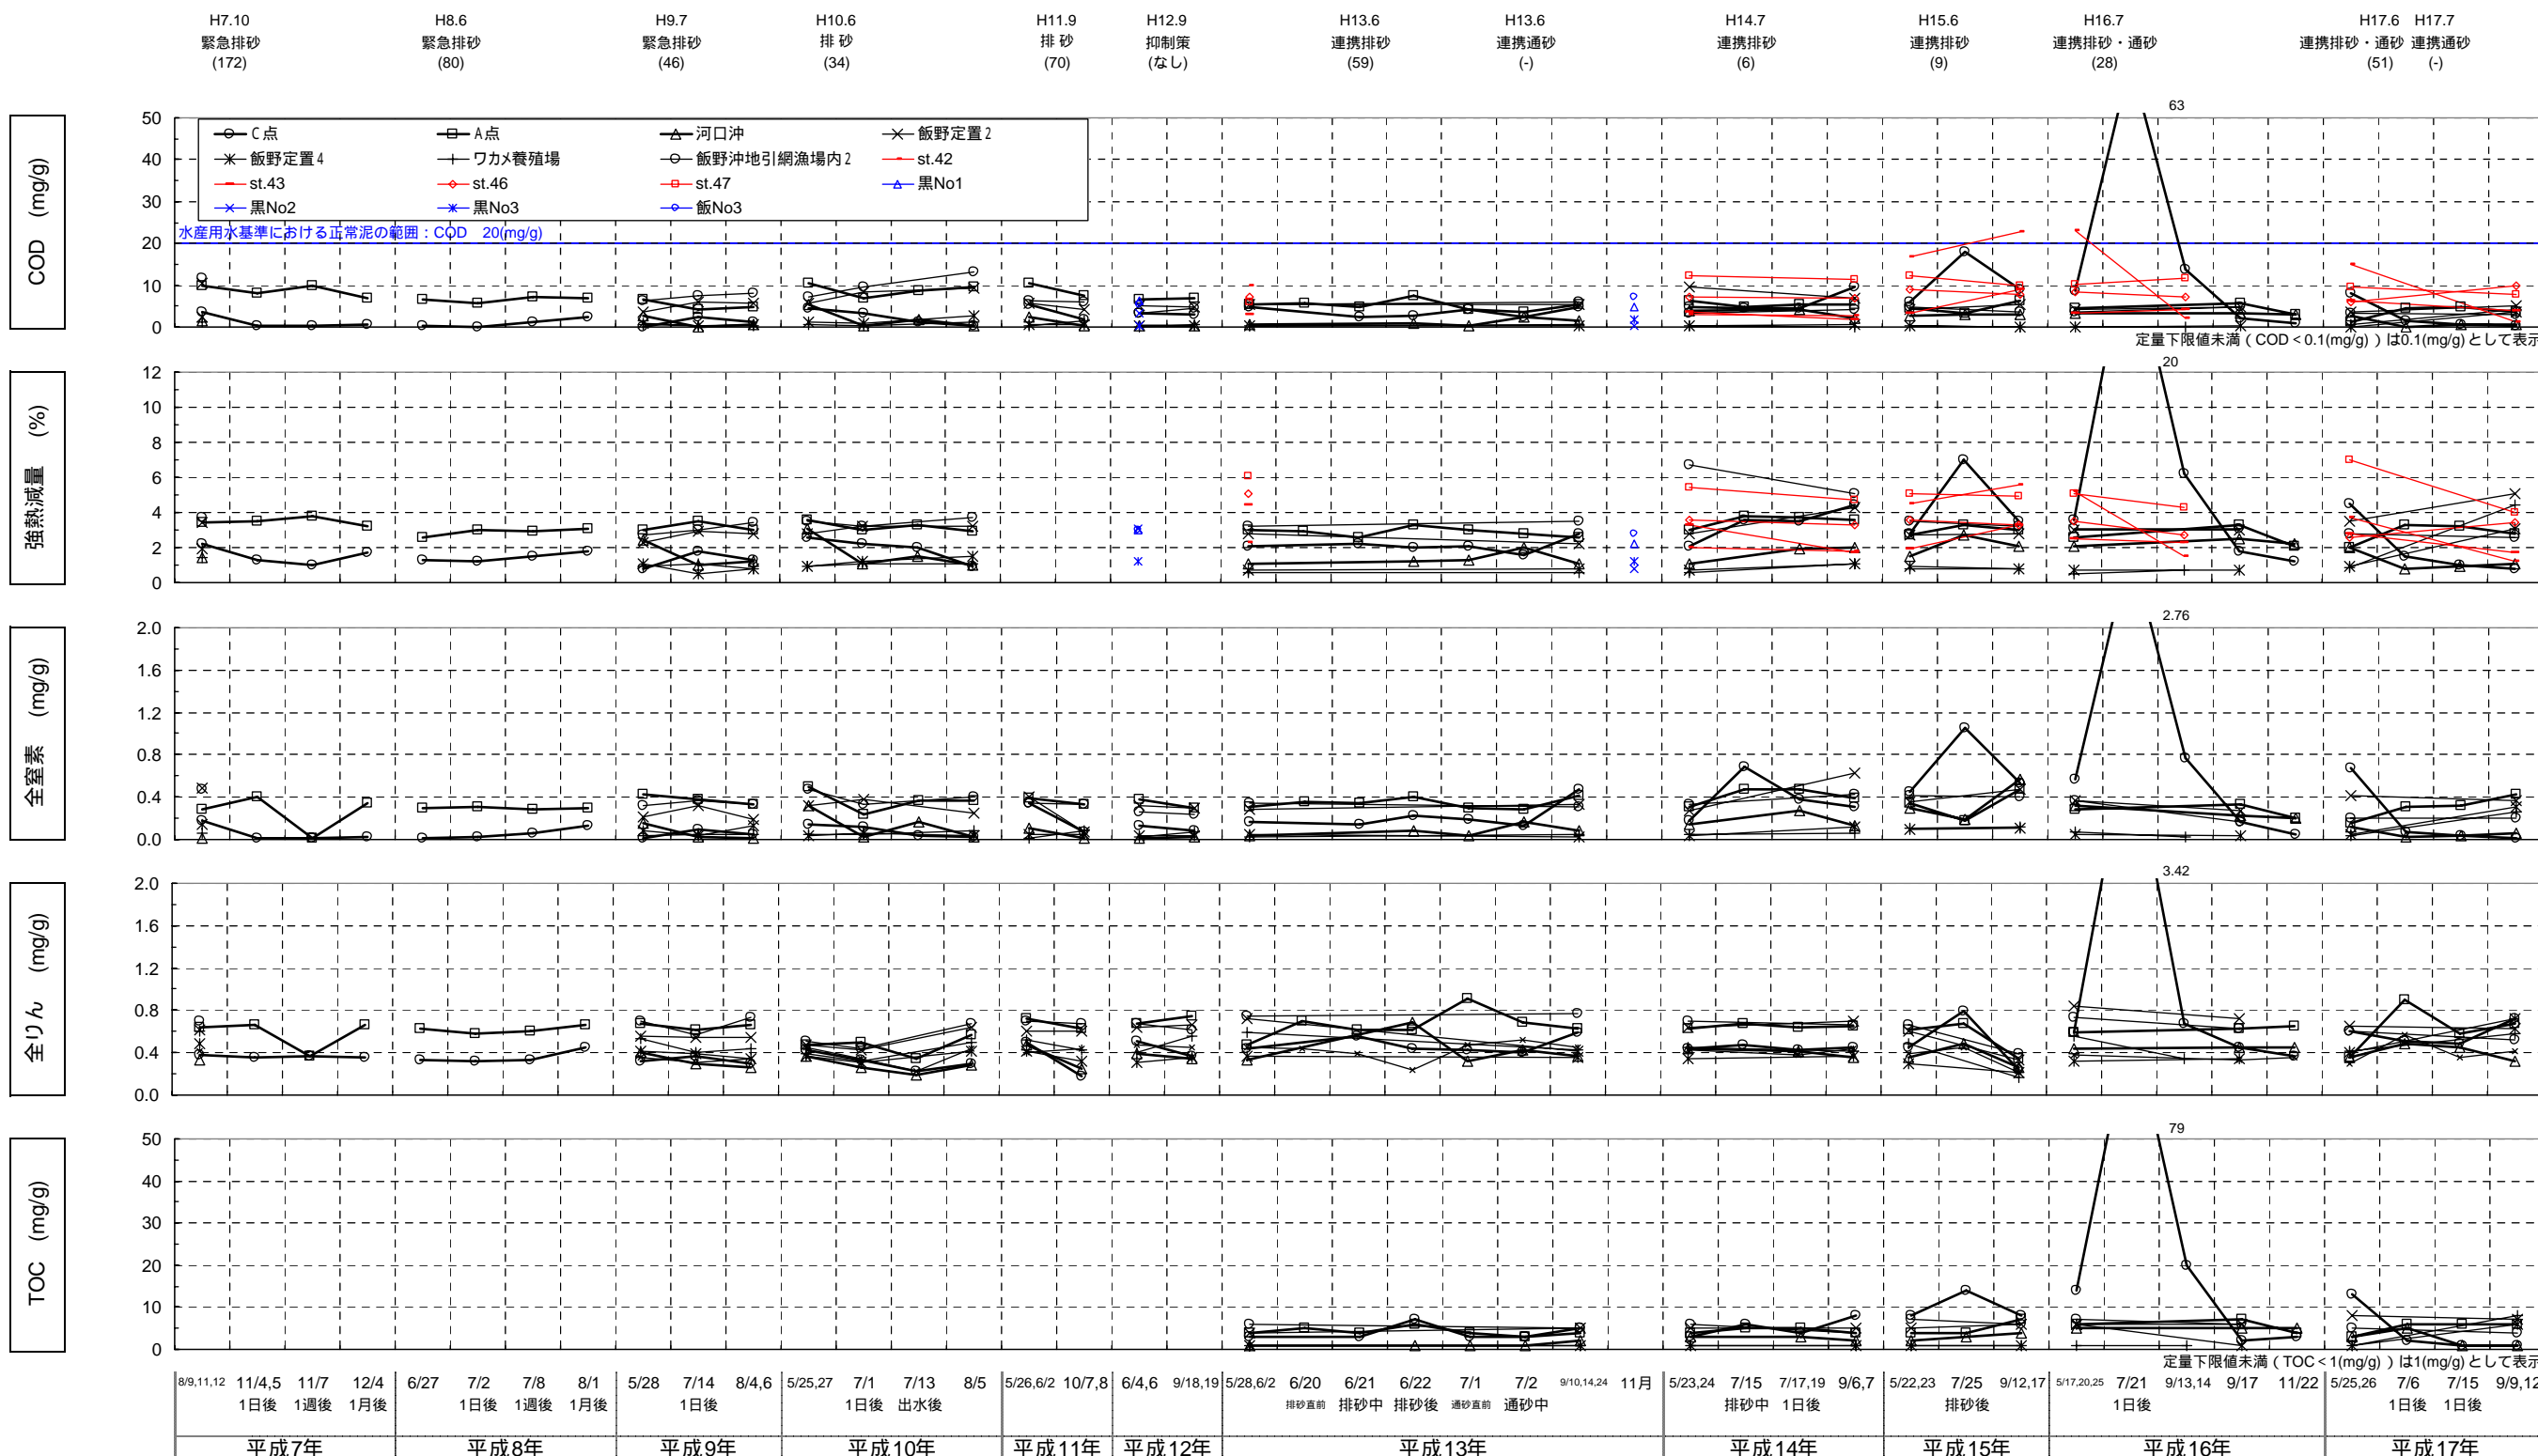 H7.10 H8.6 H9.7 H10.6 H11.9 H12.9 H13.6 H13.6 H14.7 H15.6 H16.7 H17.6 H17.7
緊急排砂 緊急排砂 緊急排砂 排 砂 排 砂 抑制策 連携排砂 連携通砂 連携排砂 連携排砂 連携排砂・通砂 連携排砂・通砂 連携通砂
(172) (80) (46) (34) (70) (なし) (59) (-) (6) (9) (28) (51) (-)
COD (mg/g)
50
40
30
20
10
0
C点 A点 河口沖 飯野定置2
飯野定置4 ワカメ養殖場 飯野沖地引網漁場内2 st.42
st.43 st.46 st.47 黒No1
黒No2 黒No3 飯No3
水産用水基準における正常泥の範囲：COD 20(mg/g)
63
定量下限値未満（COD＜0.1(mg/g)）は0.1(mg/g)として表示
強熱減量 (%)
12
10
8
6
4
2
0
20
全窒素 (mg/g)
2.0
1.6
1.2
0.8
0.4
0.0
2.76
全りん (mg/g)
2.0
1.6
1.2
0.8
0.4
0.0
3.42
TOC (mg/g)
50
40
30
20
10
0
79
定量下限値未満（TOC＜1(mg/g)）は1(mg/g)として表示
8/9,11,12 11/4,5 11/7 12/4 6/27 7/2 7/8 8/1 5/28 7/14 8/4,6 5/25,27 7/1 7/13 8/5 5/26,6/2 10/7,8 6/4,6 9/18,19 5/28,6/2 6/20 6/21 6/22 7/1 7/2 9/10,14,24 11月 5/23,24 7/15 7/17,19 9/6,7 5/22,23 7/25 9/12,17 5/17,20,25 7/21 9/13,14 9/17 11/22 5/25,26 7/6 7/15 9/9,12
1日後 1週後 1月後 1日後 1週後 1月後 1日後 1日後 出水後 排砂直前 排砂中 排砂後 通砂直前 通砂中 排砂中 1日後 排砂後 1日後 1日後 1日後
平成7年 平成8年 平成9年 平成10年 平成11年 平成12年 平成13年 平成14年 平成15年 平成16年 平成17年